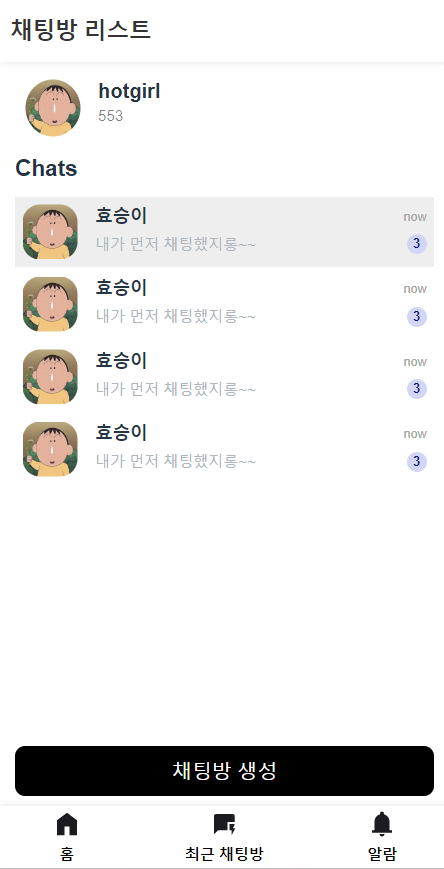 채팅방 리스트
hotgirl
553
Chats
효승이
now
내가 먼저 채팅했지롱~~
3
효승이
now
내가 먼저 채팅했지롱~~
3
효승이
now
내가 먼저 채팅했지롱~~
3
효승이
now
내가 먼저 채팅했지롱~~
3
채팅방 생성
홈
최근 채팅방
알람